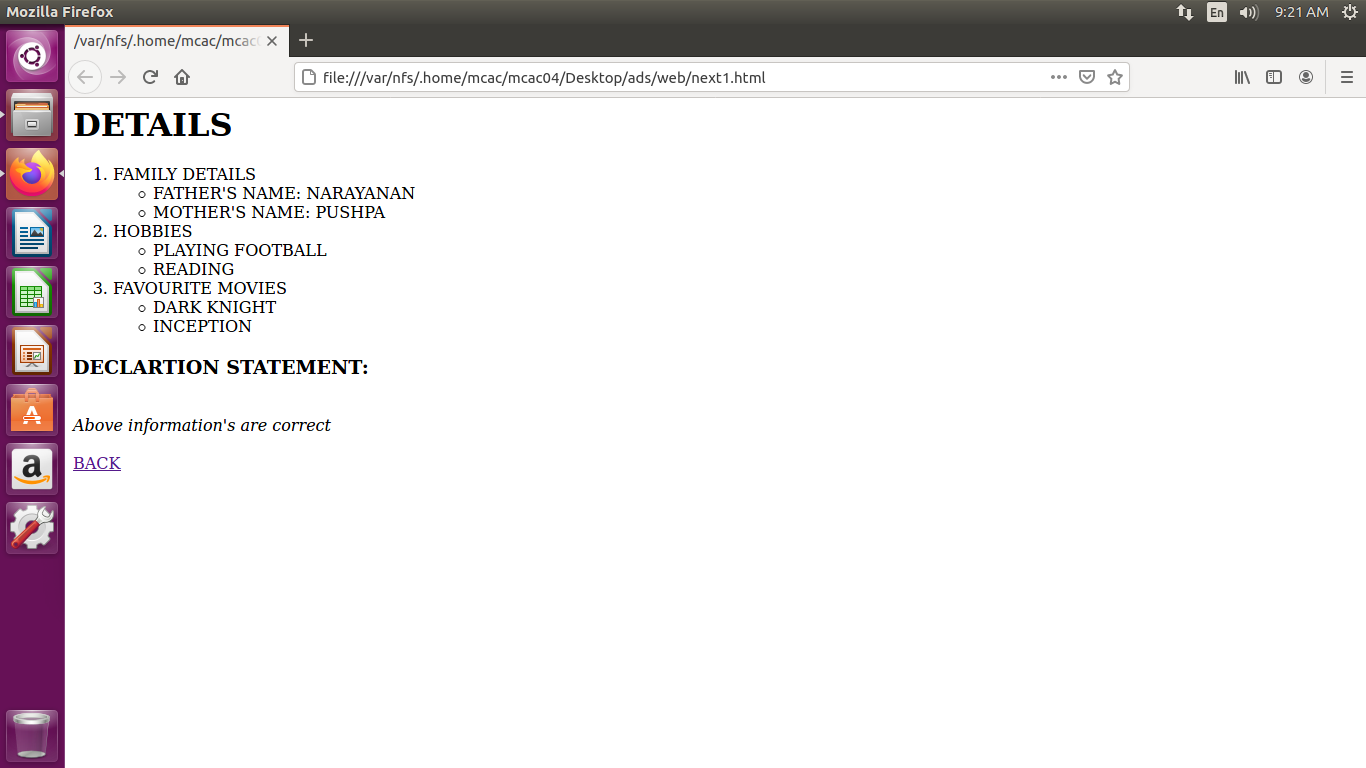 Mozilla Firefox
En
9:21 AM
/var/nfs/.home/mcac/mcac
file:///var/nfs/.home/mcac/mcac04/Desktop/ads/web/next1.html
DETAILS
1. FAMILY DETAILS
FATHER'S NAME: NARAYANAN
MOTHER'S NAME: PUSHPA
2. HOBBIES
PLAYING FOOTBALL
READING
3. FAVOURITE MOVIES
DARK KNIGHT
INCEPTION
DECLARTION STATEMENT:
Above information's are correct
BACK